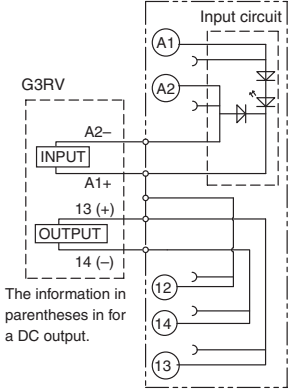 Input circuit
A1
A2
G3RV
A2–
INPUT
A1+
13 (+)
OUTPUT
14 (–)
12
14
13
The information in
parentheses in for
a DC output.